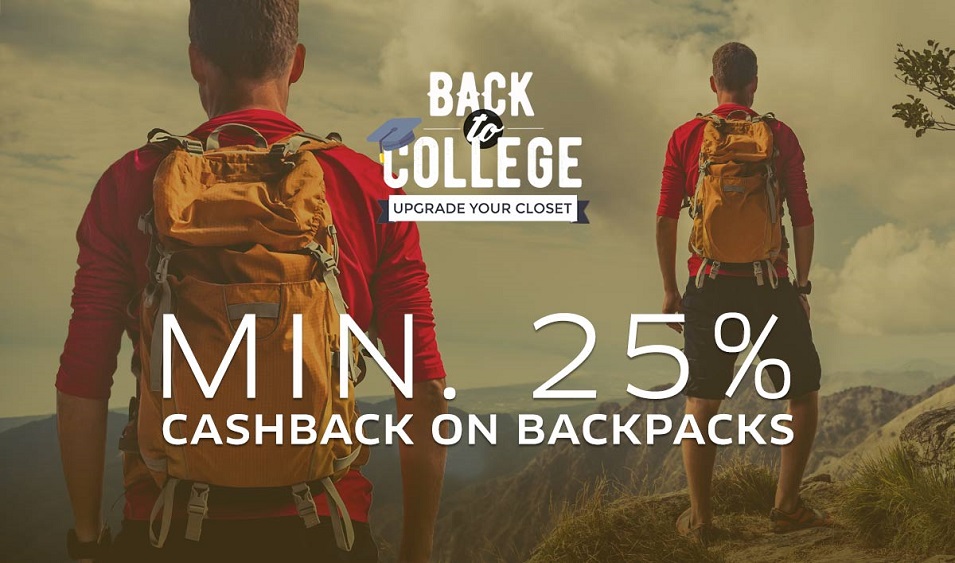 BACK
to
COLLEGE
UPGRADE YOUR CLOSET
MIN. 25%
CASHBACK ON BACKPACKS